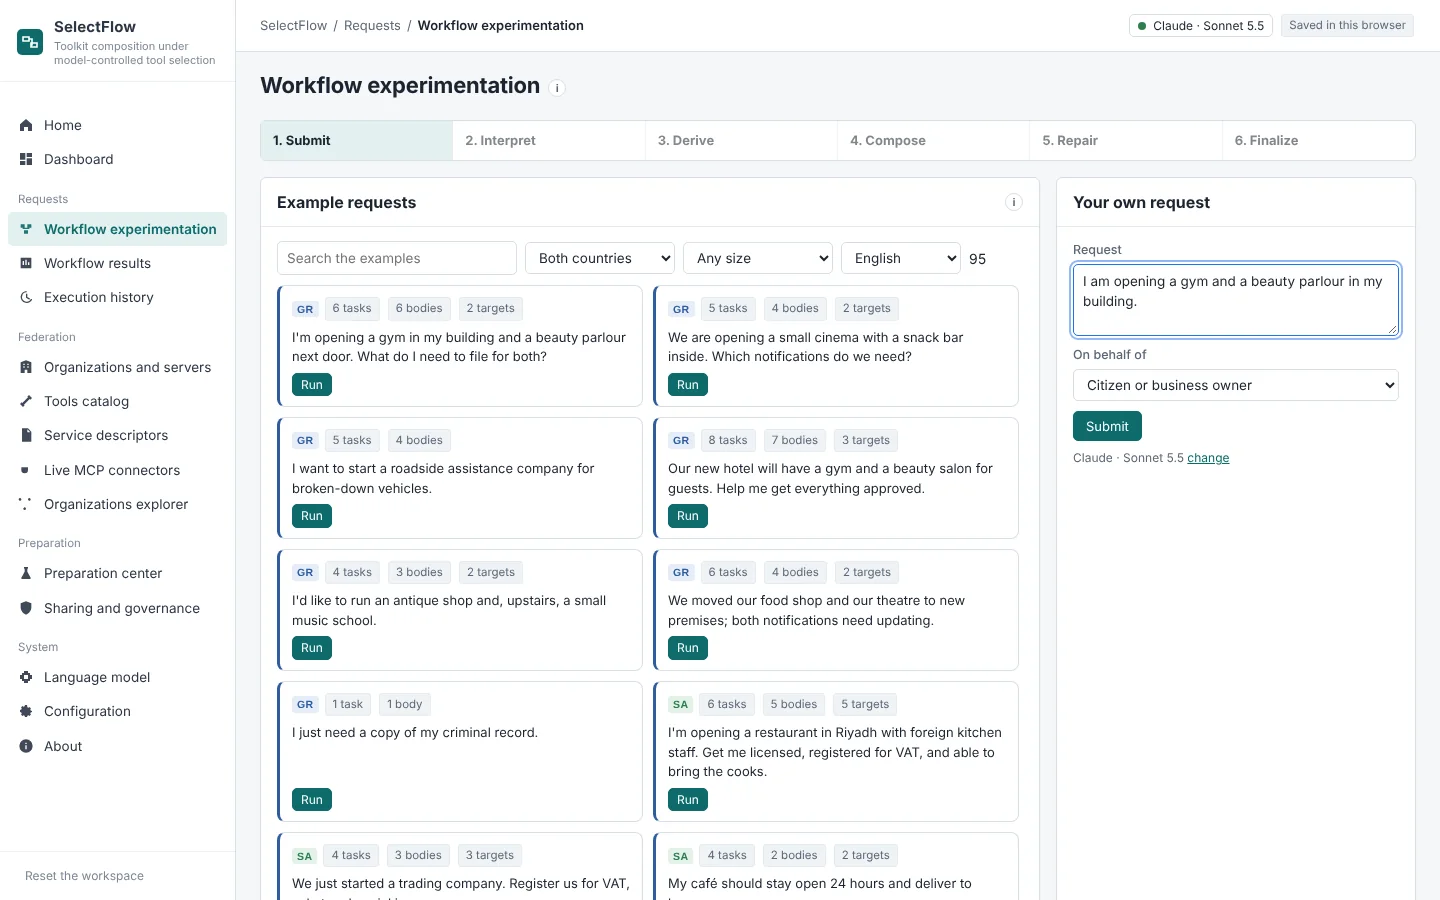 SelectFlow
Toolkit composition under
model-controlled tool selection
Home
Dashboard
Requests
Workflow experimentation
Workflow results
Execution history
Federation
Organizations and servers
Tools catalog
Service descriptors
Live MCP connectors
Organizations explorer
Preparation
Preparation center
Sharing and governance
System
Language model
Configuration
About
Reset the workspace
SelectFlow / Requests / Workflow experimentation
Claude · Sonnet 5.5
Saved in this browser
Workflow experimentation i
1. Submit
2. Interpret
3. Derive
4. Compose
5. Repair
6. Finalize
Example requests i
Search the examples
Both countries
Any size
English
95
GR 6 tasks 6 bodies 2 targets
I'm opening a gym in my building and a beauty parlour
next door. What do I need to file for both?
Run
GR 5 tasks 4 bodies 2 targets
We are opening a small cinema with a snack bar
inside. Which notifications do we need?
Run
GR 5 tasks 4 bodies
I want to start a roadside assistance company for
broken-down vehicles.
Run
GR 8 tasks 7 bodies 3 targets
Our new hotel will have a gym and a beauty salon for
guests. Help me get everything approved.
Run
GR 4 tasks 3 bodies 2 targets
I'd like to run an antique shop and, upstairs, a small
music school.
Run
GR 6 tasks 4 bodies 2 targets
We moved our food shop and our theatre to new
premises; both notifications need updating.
Run
GR 1 task 1 body
I just need a copy of my criminal record.
Run
SA 6 tasks 5 bodies 5 targets
I'm opening a restaurant in Riyadh with foreign kitchen
staff. Get me licensed, registered for VAT, and able to
bring the cooks.
Run
SA 4 tasks 3 bodies 3 targets
We just started a trading company. Register us for VAT,
SA 4 tasks 2 bodies 2 targets
My café should stay open 24 hours and deliver to
Your own request
Request
I am opening a gym and a beauty parlour in my
building.
On behalf of
Citizen or business owner
Submit
Claude · Sonnet 5.5 change